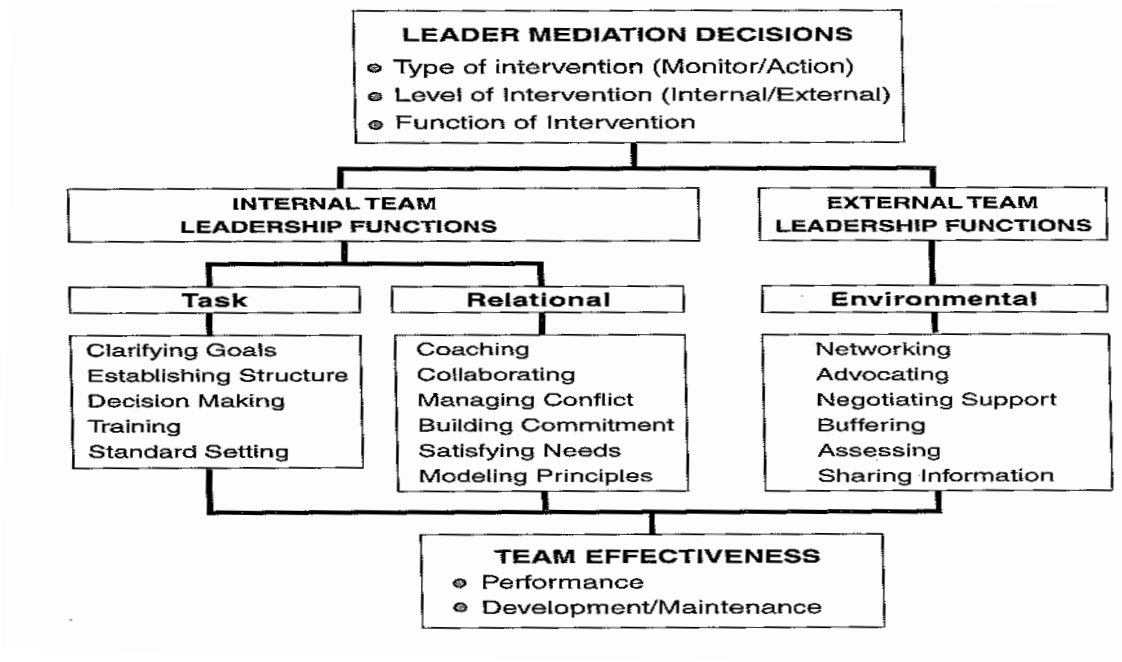 LEADER MEDIATION DECISIONS
Type of intervention (Monitor/Action)
Level of Intervention (Internal/External)
Function of Intervention
INTERNAL TEAM
LEADERSHIP FUNCTIONS
EXTERNAL TEAM
LEADERSHIP FUNCTIONS
Task
Relational
Environmental
Clarifying Goals
Establishing Structure
Decision Making
Training
Standard Setting
Coaching
Collaborating
Managing Conflict
Building Commitment
Satisfying Needs
Modeling Principles
Networking
Advocating
Negotiating Support
Buffering
Assessing
Sharing Information
TEAM EFFECTIVENESS
Performance
Development/Maintenance